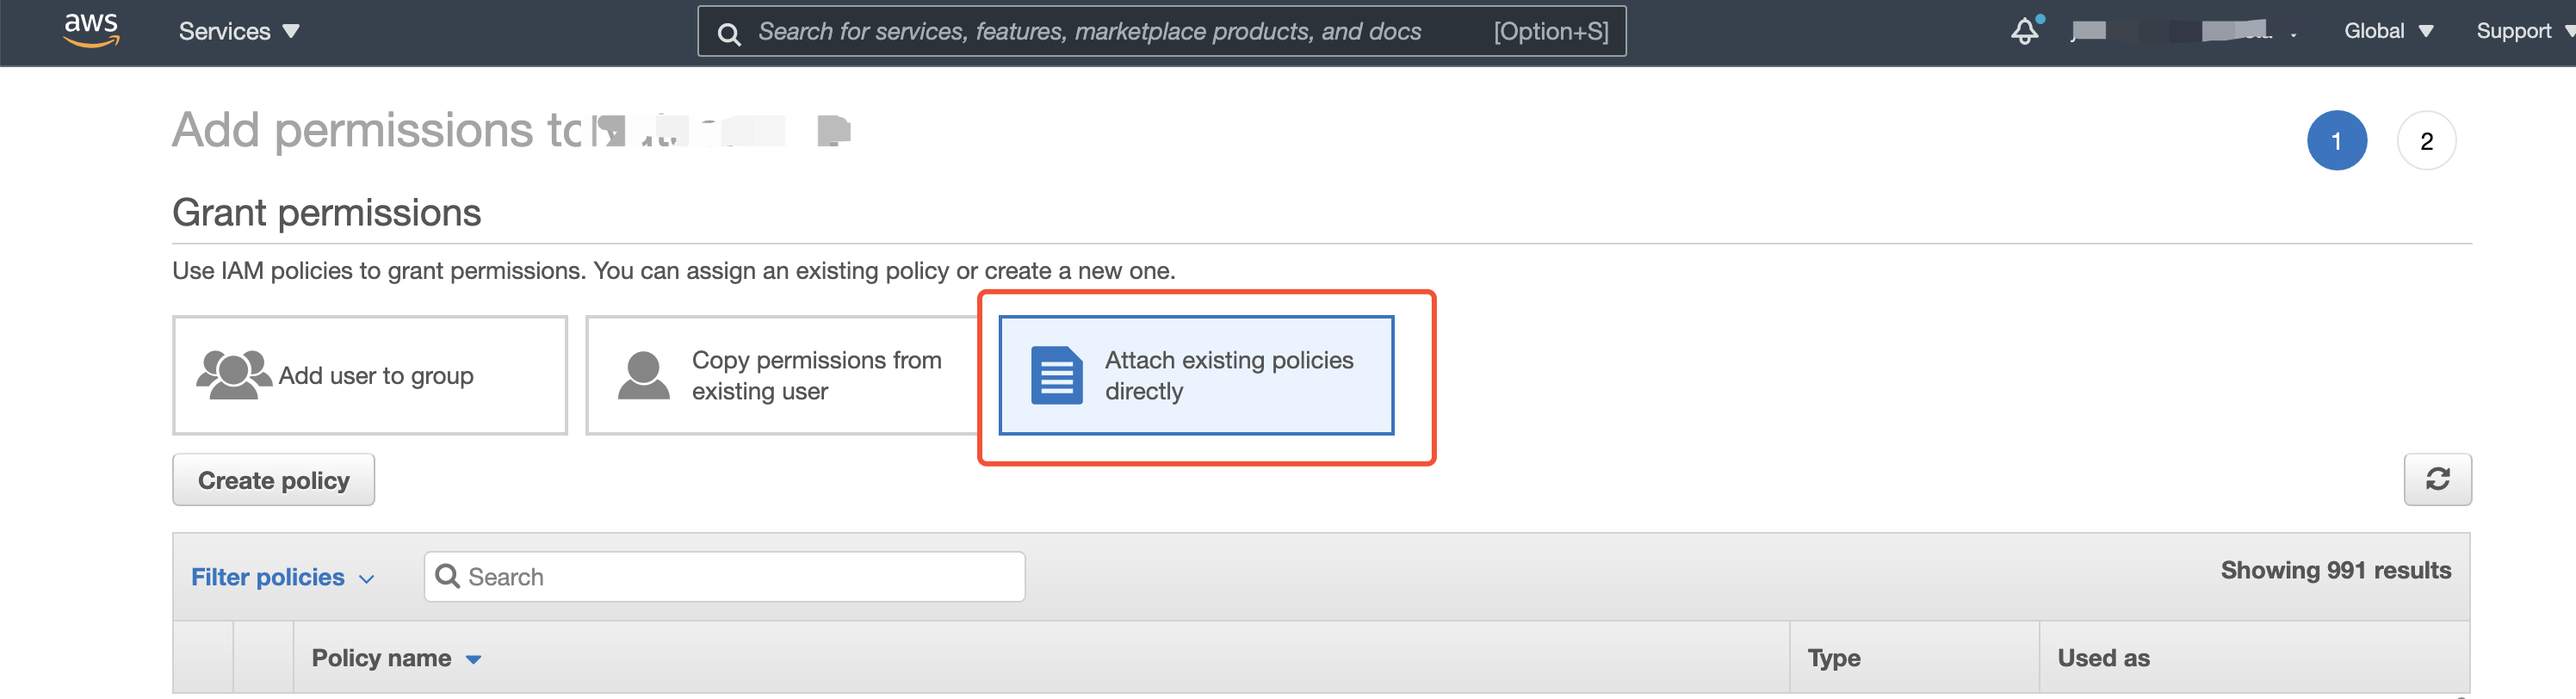 aws
Services
Search for services, features, marketplace products, and docs [Option+S]
Global
Support
Add permissions to
1
2
Grant permissions
Use IAM policies to grant permissions. You can assign an existing policy or create a new one.
Add user to group
Copy permissions from
existing user
Attach existing policies
directly
Create policy
Filter policies
Search
Showing 991 results
Policy name
Type
Used as